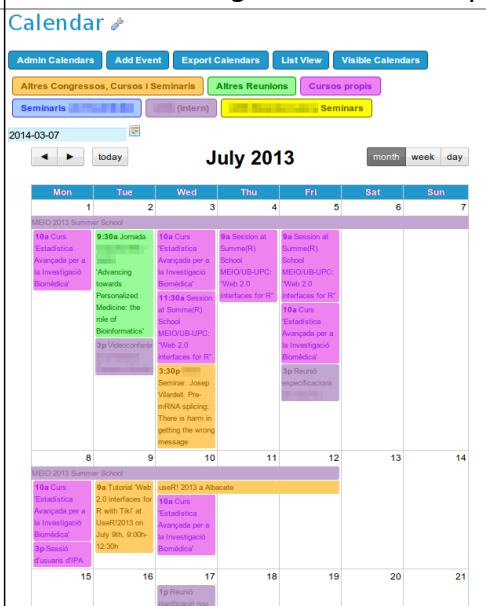 Calendar
Admin Calendars Add Event Export Calendars List View Visible Calendars
Altres Congressos, Cursos i Seminaris Altres Reunions Cursos propis
Seminaris (Intern) Seminars
2014-03-07
today July 2013 month week day
Mon Tue Wed Thu Fri Sat Sun
1 2 3 4 5 6 7
MEIO 2013 Summer School
10a Curs
'Estadística
Avançada per a
la Investigació
Biomèdica'
9:30a Jornada
'Advancing
towards
Personalized
Medicine: the
role of
Bioinformatics'
3p Videoconferèn
10a Curs
'Estadística
Avançada per a
la Investigació
Biomèdica'
11:30a Session
at Summe(R)
School
MEIO/UB-UPC:
"Web 2.0
interfaces for R"
3:30p
Seminar. Josep
Vilardell. Pre-
mRNA splicing:
There is harm in
getting the wrong
message
9a Session at
Summe(R)
School
MEIO/UB-UPC:
"Web 2.0
interfaces for R"
9a Session at
Summe(R)
School
MEIO/UB-UPC:
"Web 2.0
interfaces for R"
10a Curs
'Estadística
Avançada per a
la Investigació
Biomèdica'
3p Reunió
especificacions
8 9 10 11 12 13 14
MEIO 2013 Summer School
10a Curs
'Estadística
Avançada per a
la Investigació
Biomèdica'
3p Sessió
d'usuaris d'IPA
9a Tutorial 'Web
2.0 interfaces for
R with Tiki' at
UseR!2013 on
July 9th, 9:00h-
12:30h
useR! 2013 a Albacete
10a Curs
'Estadística
Avançada per a
la Investigació
Biomèdica'
15 16 17 18 19 20 21
1p Reunió
planificació nou